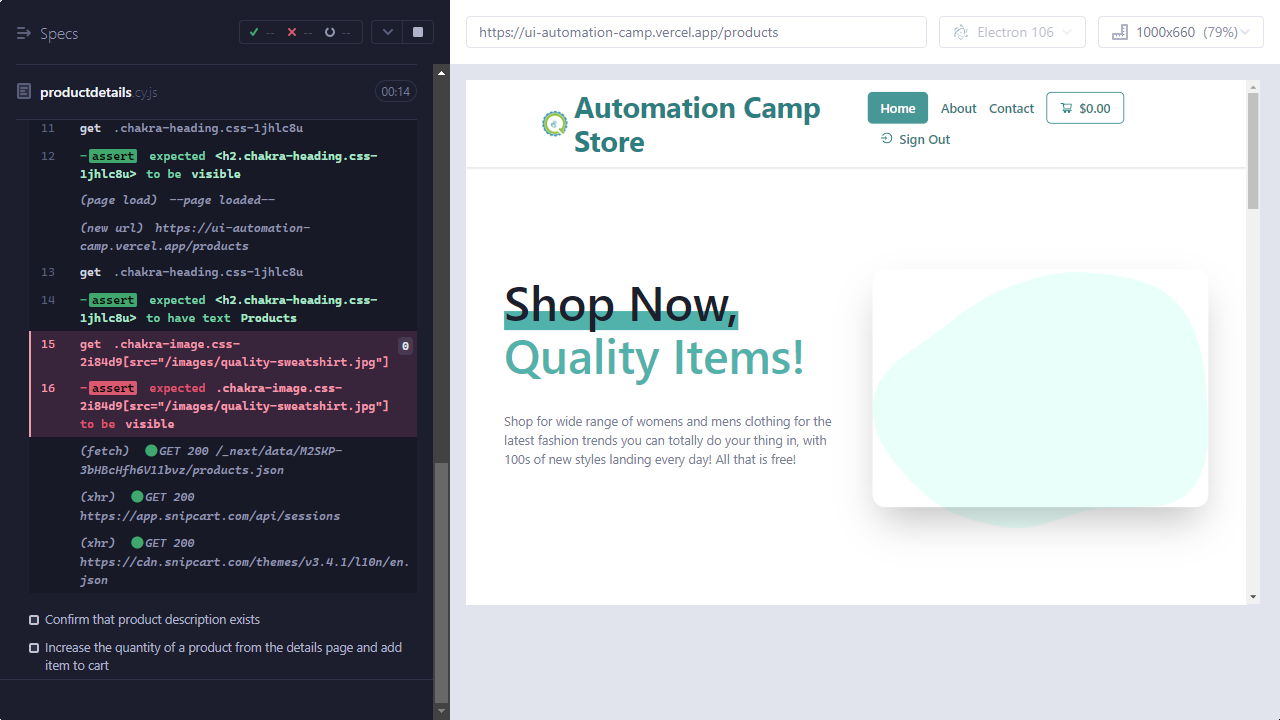 Specs
--
--
--
https://ui-automation-camp.vercel.app/products
Electron 106
1000x660 (79%)
productdetails.cy.js
00:14
11 get .chakra-heading.css-1jhlc8u
12 -assert expected <h2.chakra-heading.css-
1jhlc8u> to be visible
(page load) --page loaded--
(new url) https://ui-automation-
camp.vercel.app/products
13 get .chakra-heading.css-1jhlc8u
14 -assert expected <h2.chakra-heading.css-
1jhlc8u> to have text Products
15 get .chakra-image.css-
2i84d9[src="/images/quality-sweatshirt.jpg"]
0
16 -assert expected .chakra-image.css-
2i84d9[src="/images/quality-sweatshirt.jpg"]
to be visible
(fetch) GET 200 /_next/data/M2SKP-
3bHBcHfh6V11bvz/products.json
(xhr) GET 200
https://app.snipcart.com/api/sessions
(xhr) GET 200
https://cdn.snipcart.com/themes/v3.4.1/l10n/en.
json
Confirm that product description exists
Increase the quantity of a product from the details page and add
item to cart
Automation Camp
Store
Home
About
Contact
$0.00
Sign Out
Shop Now,
Quality Items!
Shop for wide range of womens and mens clothing for the
latest fashion trends you can totally do your thing in, with
100s of new styles landing every day! All that is free!